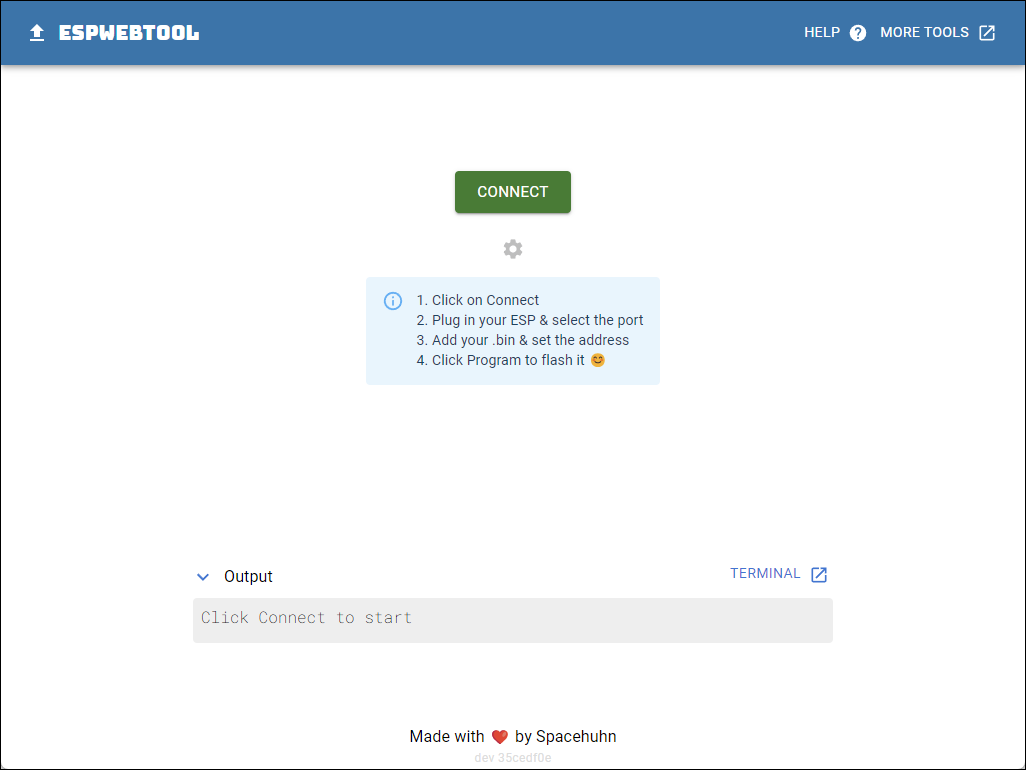 ESPWEBTOOL
HELP MORE TOOLS
CONNECT
1. Click on Connect
2. Plug in your ESP & select the port
3. Add your .bin & set the address
4. Click Program to flash it 😊
Output
TERMINAL
Click Connect to start
Made with ❤️ by Spacehuhn
dev 35cedf0e